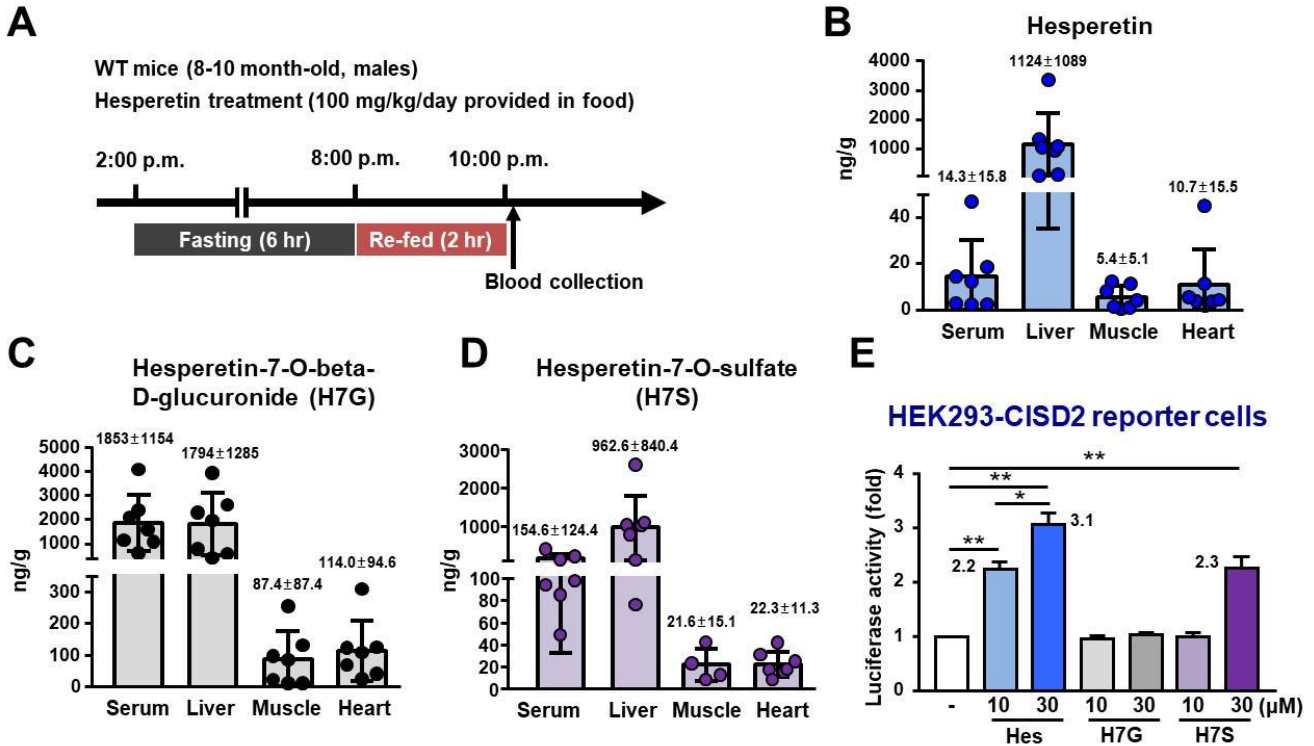 A
WT mice (8-10 month-old, males)
Hesperetin treatment (100 mg/kg/day provided in food)
2:00 p.m.
8:00 p.m.
10:00 p.m.
Fasting (6 hr)
Re-fed (2 hr)
Blood collection
B
Hesperetin
ng/g
4000
3000
2000
1000
40
20
0
14.3±15.8
1124±1089
5.4±5.1
10.7±15.5
Serum
Liver
Muscle
Heart
C
Hesperetin-7-O-beta-
D-glucuronide (H7G)
ng/g
5000
4000
3000
2000
1000
300
200
100
0
1853±1154
1794±1285
87.4±87.4
114.0±94.6
Serum
Liver
Muscle
Heart
D
Hesperetin-7-O-sulfate
(H7S)
ng/g
3000
2000
1000
100
80
60
40
20
0
154.6±124.4
962.6±840.4
21.6±15.1
22.3±11.3
Serum
Liver
Muscle
Heart
E
HEK293-CISD2 reporter cells
Luciferase activity (fold)
4
3
2
1
0
**
**
*
**
2.2
3.1
2.3
-
10
30
10
30
10
30
(μM)
Hes
H7G
H7S